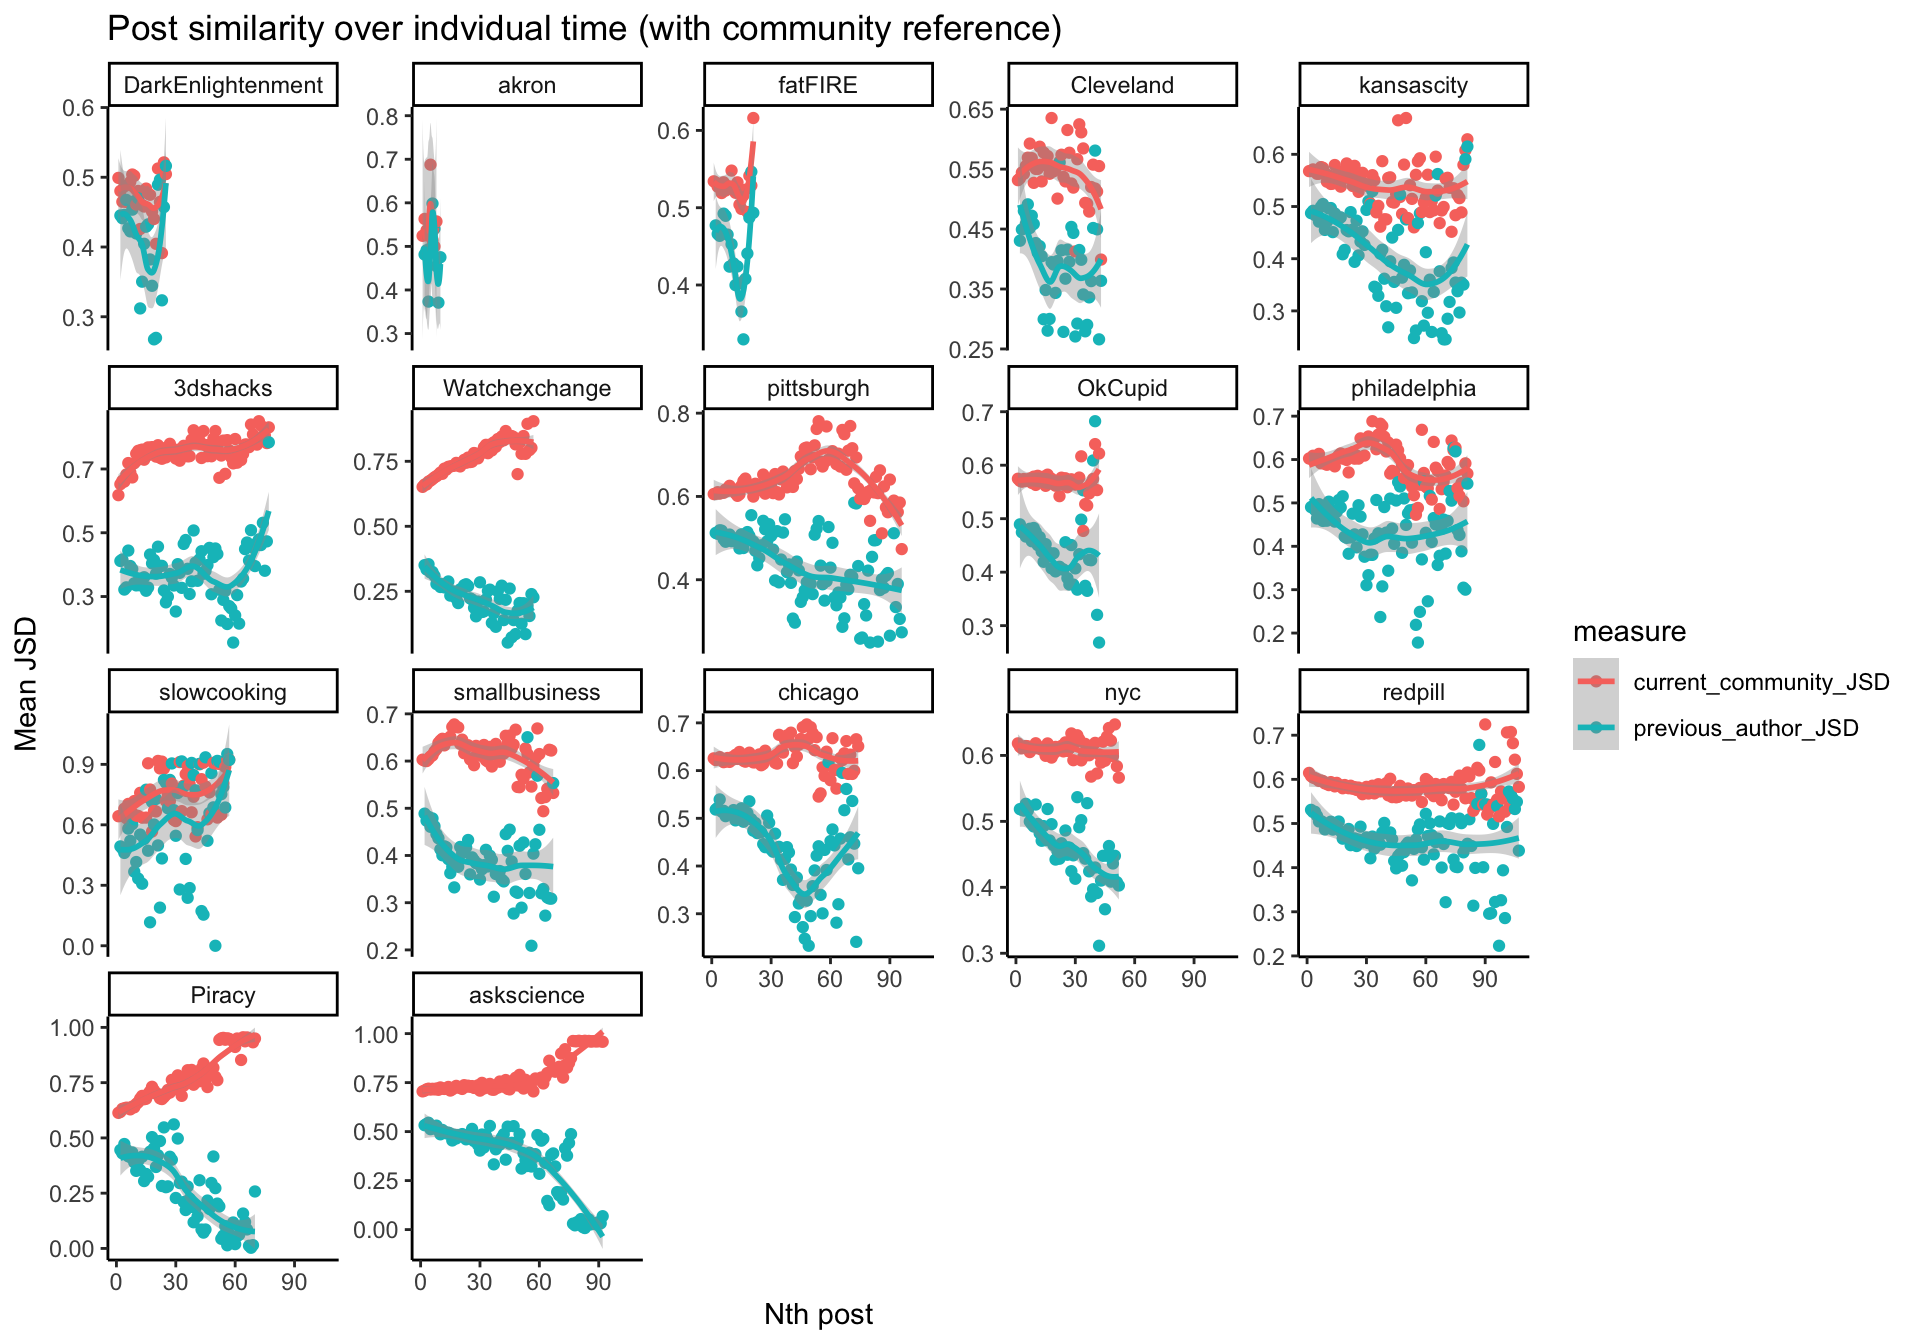 Post similarity over indvidual time (with community reference)
DarkEnlightenment
akron
fatFIRE
Cleveland
kansascity
0.6
0.5
0.4
0.3
0.8
0.7
0.6
0.5
0.4
0.3
0.6
0.5
0.4
0.65
0.55
0.45
0.35
0.25
0.6
0.5
0.4
0.3
3dshacks
Watchexchange
pittsburgh
OkCupid
philadelphia
0.7
0.5
0.3
0.75
0.50
0.25
0.8
0.6
0.4
0.7
0.6
0.5
0.4
0.3
0.7
0.6
0.5
0.4
0.3
0.2
slowcooking
smallbusiness
chicago
nyc
redpill
0.9
0.6
0.3
0.0
0.7
0.6
0.5
0.4
0.3
0.2
0.7
0.6
0.5
0.4
0.3
0.6
0.5
0.4
0.3
0.7
0.6
0.5
0.4
0.3
0.2
0 30 60 90
0 30 60 90
0 30 60 90
Piracy
askscience
1.00
0.75
0.50
0.25
0.00
1.00
0.75
0.50
0.25
0.00
0 30 60 90
0 30 60 90
Nth post
Mean JSD
measure
current_community_JSD
previous_author_JSD